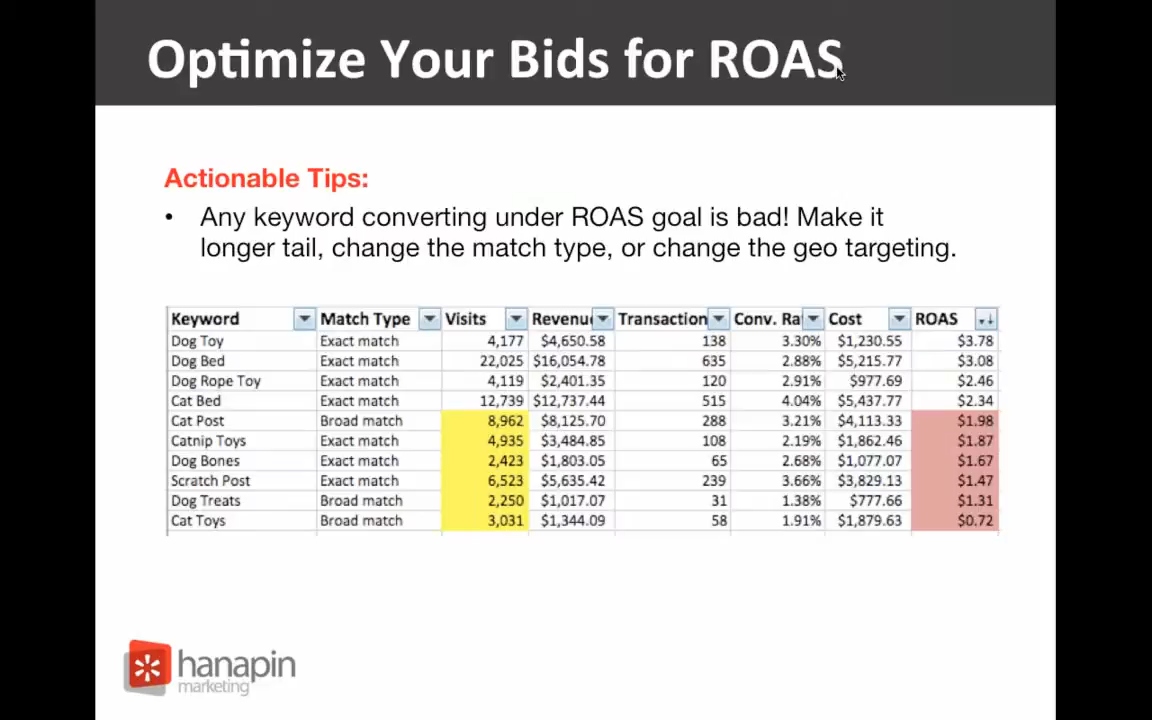 Optimize Your Bids for ROAS
Actionable Tips:
• Any keyword converting under ROAS goal is bad! Make it
longer tail, change the match type, or change the geo targeting.
Keyword Match Type Visits Revenu Transaction Conv. Ra Cost ROAS
Dog Toy Exact match 4,177 $4,650.58 138 3.30% $1,230.55 $3.78
Dog Bed Exact match 22,025 $16,054.78 635 2.88% $5,215.77 $3.08
Dog Rope Toy Exact match 4,119 $2,401.35 120 2.91% $977.69 $2.46
Cat Bed Exact match 12,739 $12,737.44 515 4.04% $5,437.77 $2.34
Cat Post Broad match 8,962 $8,125.70 288 3.21% $4,113.33 $1.98
Catnip Toys Exact match 4,935 $3,484.85 108 2.19% $1,862.46 $1.87
Dog Bones Exact match 2,423 $1,803.05 65 2.68% $1,077.07 $1.67
Scratch Post Exact match 6,523 $5,635.42 239 3.66% $3,829.13 $1.47
Dog Treats Broad match 2,250 $1,017.07 31 1.38% $777.66 $1.31
Cat Toys Broad match 3,031 $1,344.09 58 1.91% $1,879.63 $0.72
hanapin
marketing